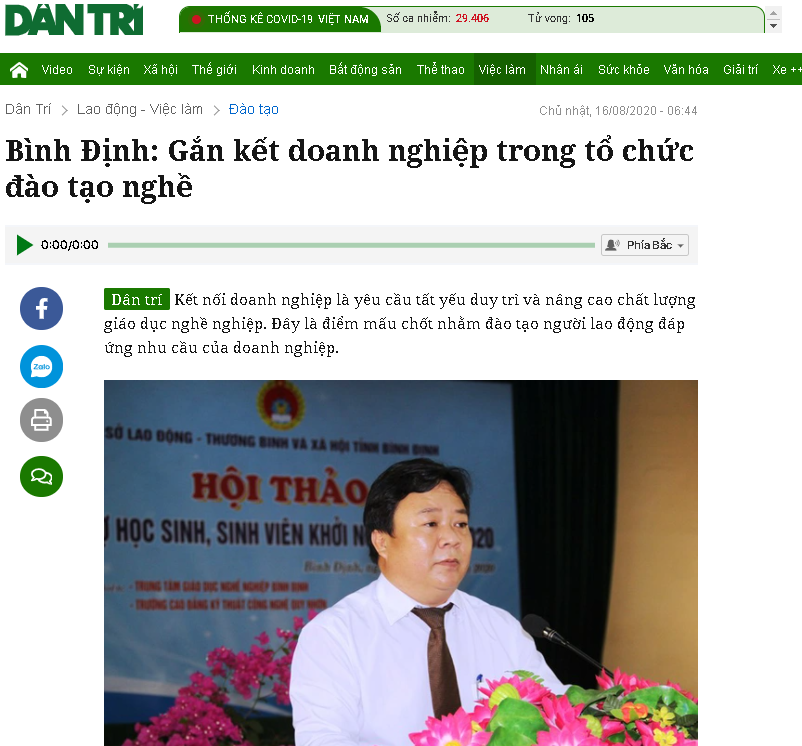 DÂN TRÍ
THỐNG KÊ COVID-19 VIỆT NAM Số ca nhiễm: 29.406 Tử vong: 105
Video Sự kiện Xã hội Thế giới Kinh doanh Bất động sản Thể thao Việc làm Nhân ái Sức khỏe Văn hóa Giải trí Xe ++
Dân Trí Lao động - Việc làm Đào tạo Chủ nhật, 16/08/2020 - 06:44
Bình Định: Gắn kết doanh nghiệp trong tổ chức
đào tạo nghề
0:00/0:00 Phía Bắc
Dân trí Kết nối doanh nghiệp là yêu cầu tất yếu duy trì và nâng cao chất lượng
giáo dục nghề nghiệp. Đây là điểm mấu chốt nhằm đào tạo người lao động đáp
ứng nhu cầu của doanh nghiệp.
Zalo
SỞ LAO ĐỘNG - THƯƠNG BINH VÀ XÃ HỘI TỈNH BÌNH ĐỊNH
HỘI THẢO
HỌC SINH, SINH VIÊN KHỞI N 2020
Bình Định, 2020
- TRUNG TÂM GIÁO DỤC NGHỀ NGHIỆP BÌNH ĐỊNH
- TRƯỜNG CAO ĐẲNG KỸ THUẬT CÔNG NGHỆ QUY NHƠN